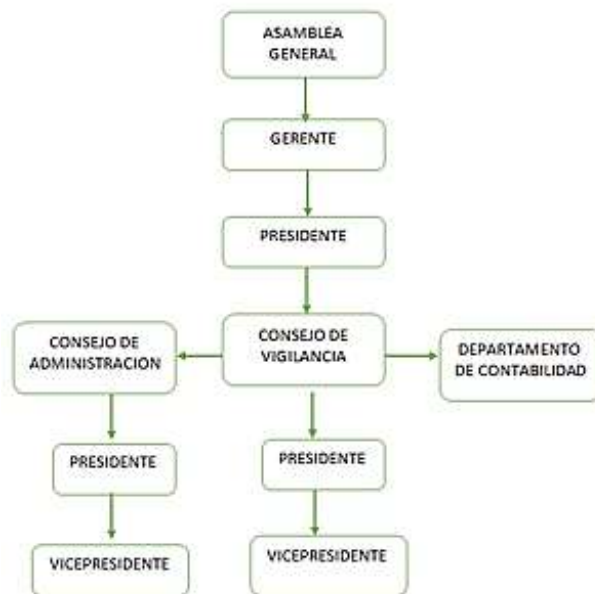 ASAMBLEA
GENERAL
GERENTE
PRESIDENTE
CONSEJO DE
ADMINISTRACION
CONSEJO DE
VIGILANCIA
DEPARTAMENTO
DE CONTABILIDAD
PRESIDENTE
PRESIDENTE
VICEPRESIDENTE
VICEPRESIDENTE